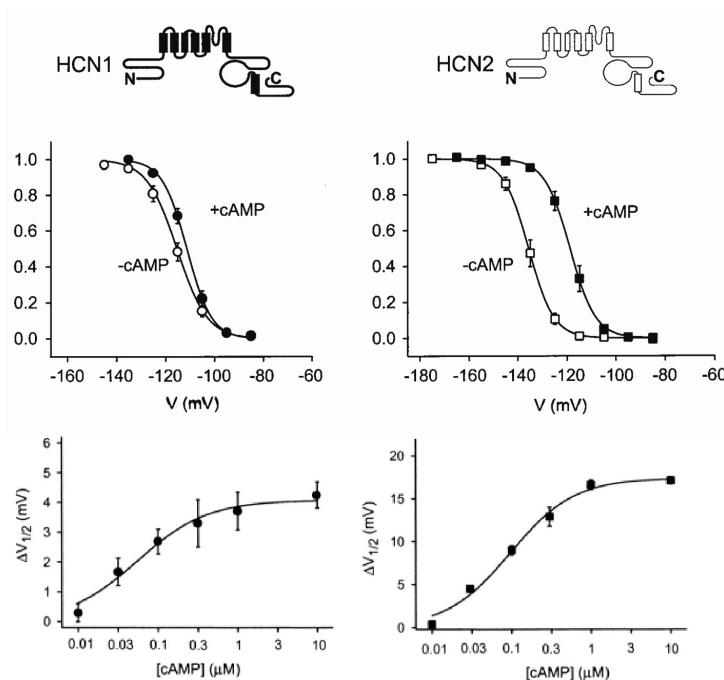 HCN1
N
C
HCN2
N
C
1.0
0.8
0.6
0.4
0.2
0.0
+cAMP
-cAMP
-160 -140 -120 -100 -80 -60
V (mV)
1.0
0.8
0.6
0.4
0.2
0.0
+cAMP
-cAMP
-180 -160 -140 -120 -100 -80 -60
V (mV)
ΔV1/2 (mV)
6
5
4
3
2
1
0
0.01 0.03 0.1 0.3 1 3 10
[cAMP] (μM)
ΔV1/2 (mV)
20
15
10
5
0
0.01 0.03 0.1 0.3 1 3 10
[cAMP] (μM)